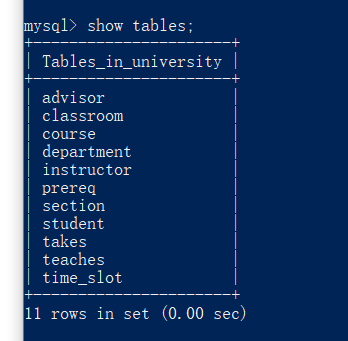 mysql> show tables;
+-----------------------+
| Tables_in_university |
+-----------------------+
| advisor |
| classroom |
| course |
| department |
| instructor |
| prereq |
| section |
| student |
| takes |
| teaches |
| time_slot |
+-----------------------+
11 rows in set (0.00 sec)